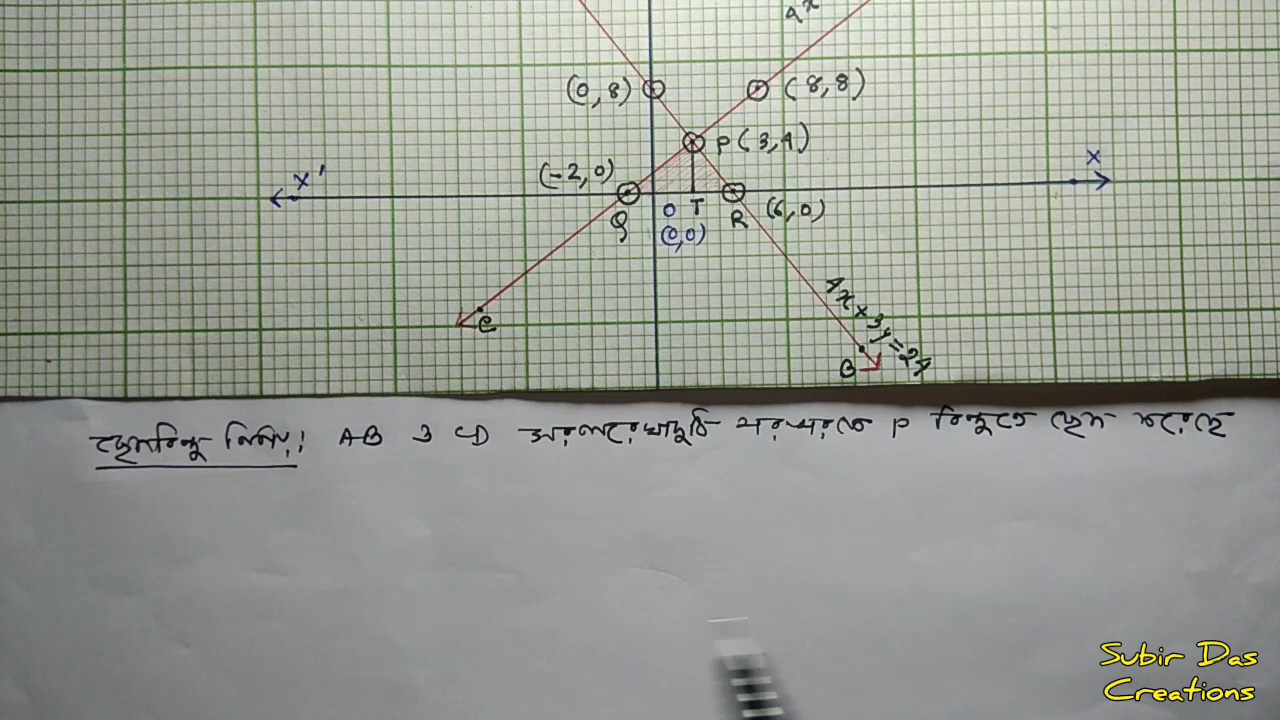 4x
(0, 8)
(8, 8)
P(3,4)
(-2,0)
X'
X
Q
O
T
R
(6,0)
(0,0)
C
4x + 3y = 24
B
ছেদবিন্দু নির্ণয়। AB ও CD সরলরেখাদুটি পরস্পরকে P বিন্দুতে ছেদ করেছে
Subir Das
Creations